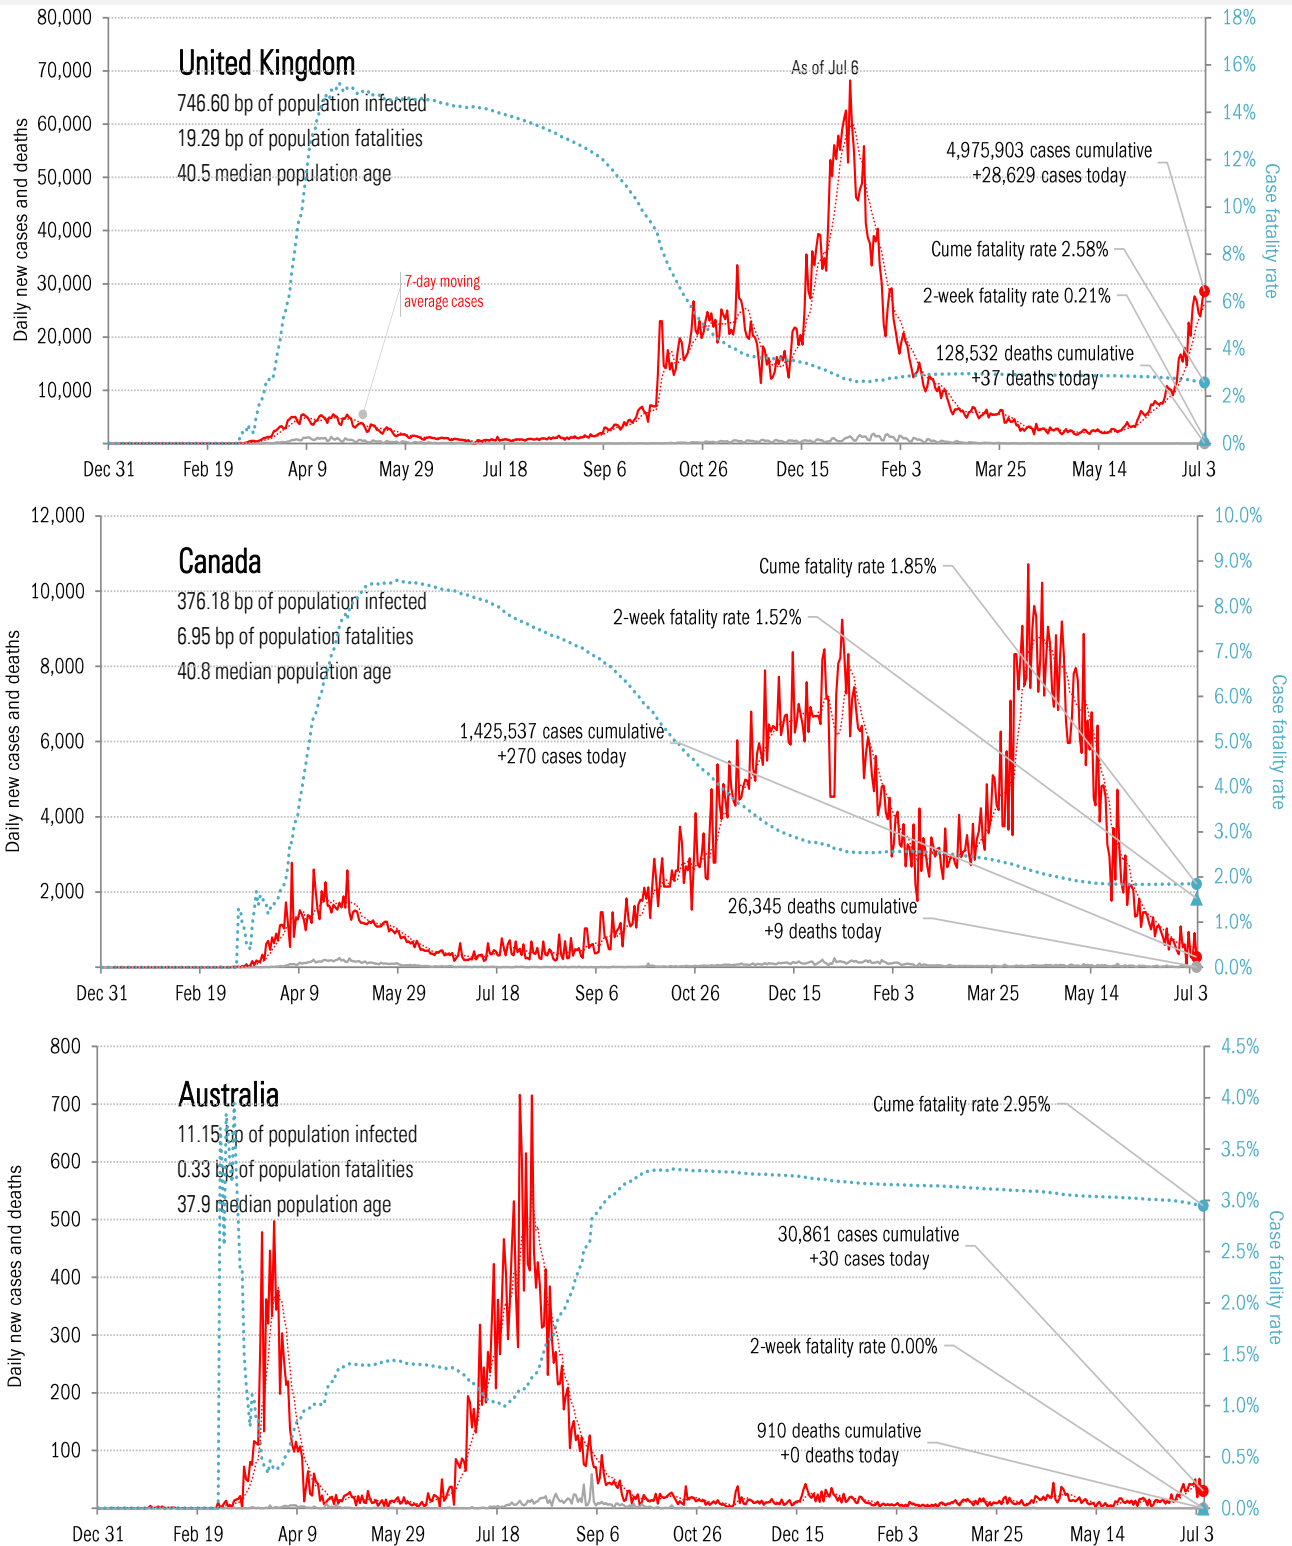 80,000
70,000
60,000
50,000
40,000
30,000
20,000
10,000
Daily new cases and deaths
United Kingdom
746.60 bp of population infected
19.29 bp of population fatalities
40.5 median population age
As of Jul 6
7-day moving
average cases
4,975,903 cases cumulative
+28,629 cases today
Cume fatality rate 2.58%
2-week fatality rate 0.21%
128,532 deaths cumulative
+37 deaths today
18%
16%
14%
12%
10%
8%
6%
4%
2%
0%
Case fatality rate
Dec 31 Feb 19 Apr 9 May 29 Jul 18 Sep 6 Oct 26 Dec 15 Feb 3 Mar 25 May 14 Jul 3
12,000
10,000
8,000
6,000
4,000
2,000
Daily new cases and deaths
Canada
376.18 bp of population infected
6.95 bp of population fatalities
40.8 median population age
Cume fatality rate 1.85%
2-week fatality rate 1.52%
1,425,537 cases cumulative
+270 cases today
26,345 deaths cumulative
+9 deaths today
10.0%
9.0%
8.0%
7.0%
6.0%
5.0%
4.0%
3.0%
2.0%
1.0%
0.0%
Case fatality rate
Dec 31 Feb 19 Apr 9 May 29 Jul 18 Sep 6 Oct 26 Dec 15 Feb 3 Mar 25 May 14 Jul 3
800
700
600
500
400
300
200
100
Daily new cases and deaths
Australia
11.15 bp of population infected
0.33 bp of population fatalities
37.9 median population age
Cume fatality rate 2.95%
30,861 cases cumulative
+30 cases today
2-week fatality rate 0.00%
910 deaths cumulative
+0 deaths today
4.5%
4.0%
3.5%
3.0%
2.5%
2.0%
1.5%
1.0%
0.5%
0.0%
Case fatality rate
Dec 31 Feb 19 Apr 9 May 29 Jul 18 Sep 6 Oct 26 Dec 15 Feb 3 Mar 25 May 14 Jul 3